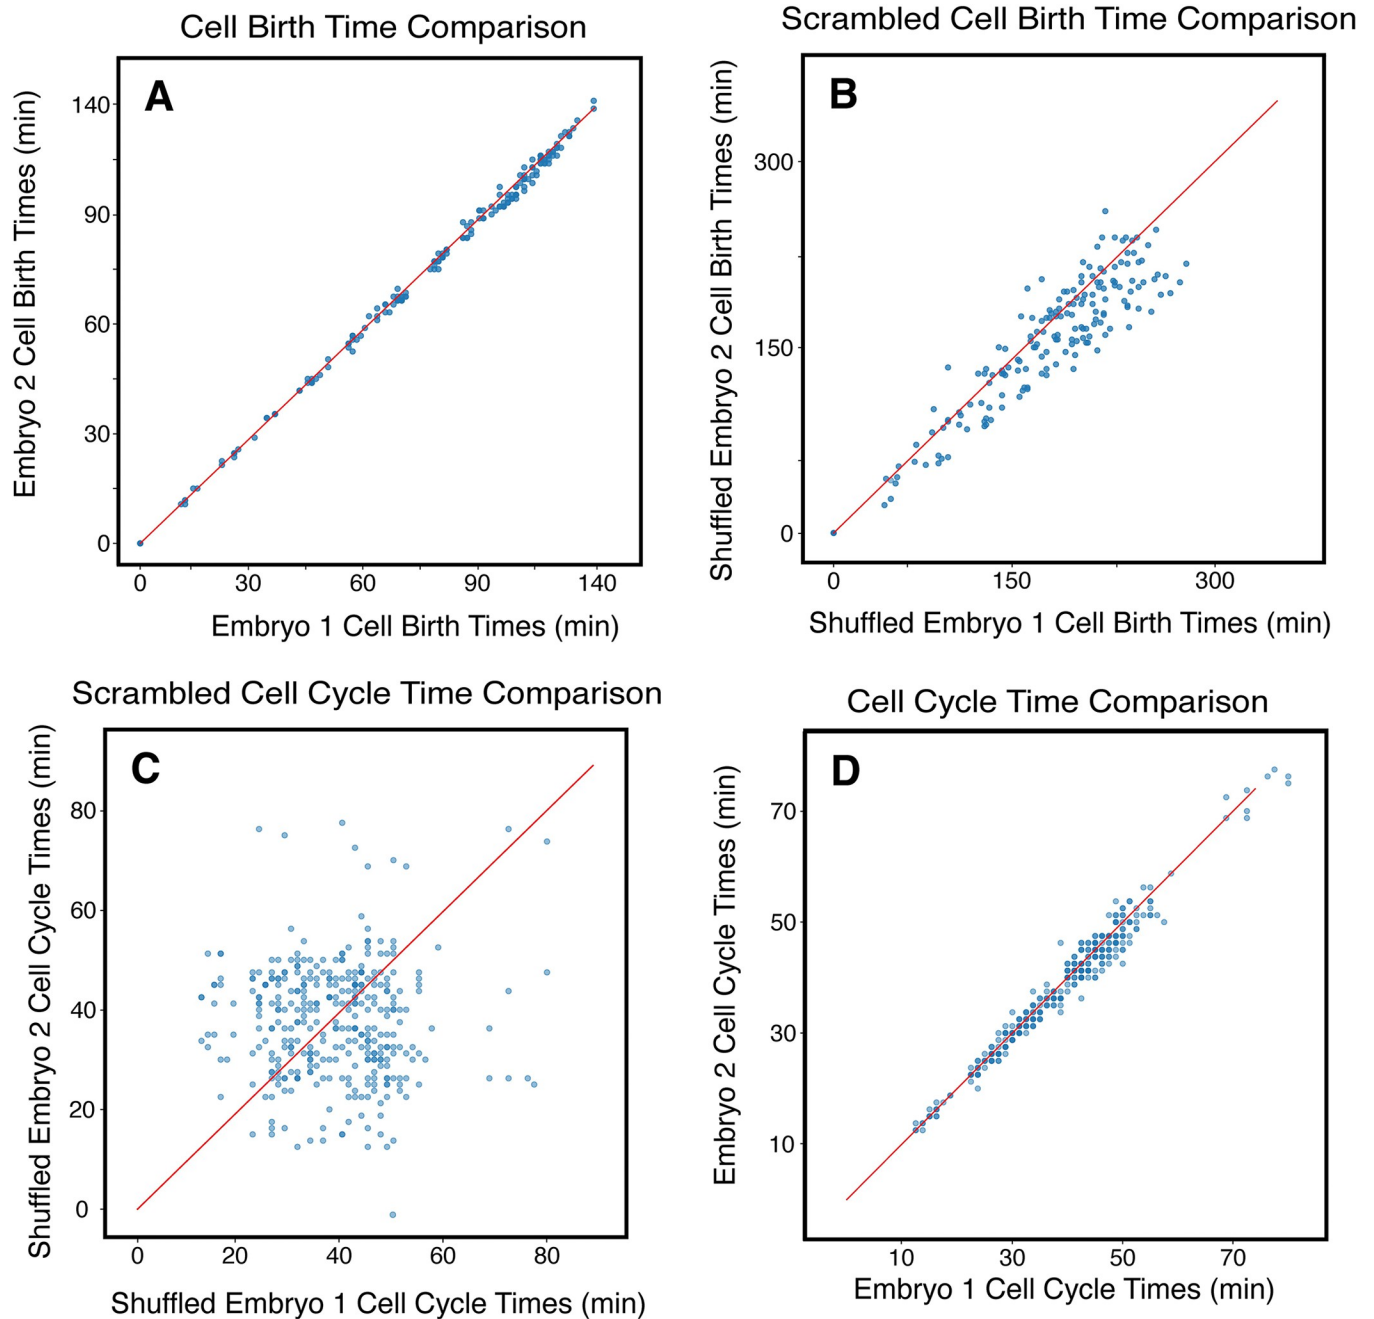 Cell Birth Time Comparison
A
Embryo 2 Cell Birth Times (min)
140
90
60
30
0
0 30 60 90 140
Embryo 1 Cell Birth Times (min)
Scrambled Cell Birth Time Comparison
B
Shuffled Embryo 2 Cell Birth Times (min)
300
150
0
0 150 300
Shuffled Embryo 1 Cell Birth Times (min)
Scrambled Cell Cycle Time Comparison
C
Shuffled Embryo 2 Cell Cycle Times (min)
80
60
40
20
0
0 20 40 60 80
Shuffled Embryo 1 Cell Cycle Times (min)
Cell Cycle Time Comparison
D
Embryo 2 Cell Cycle Times (min)
70
50
30
10
10 30 50 70
Embryo 1 Cell Cycle Times (min)